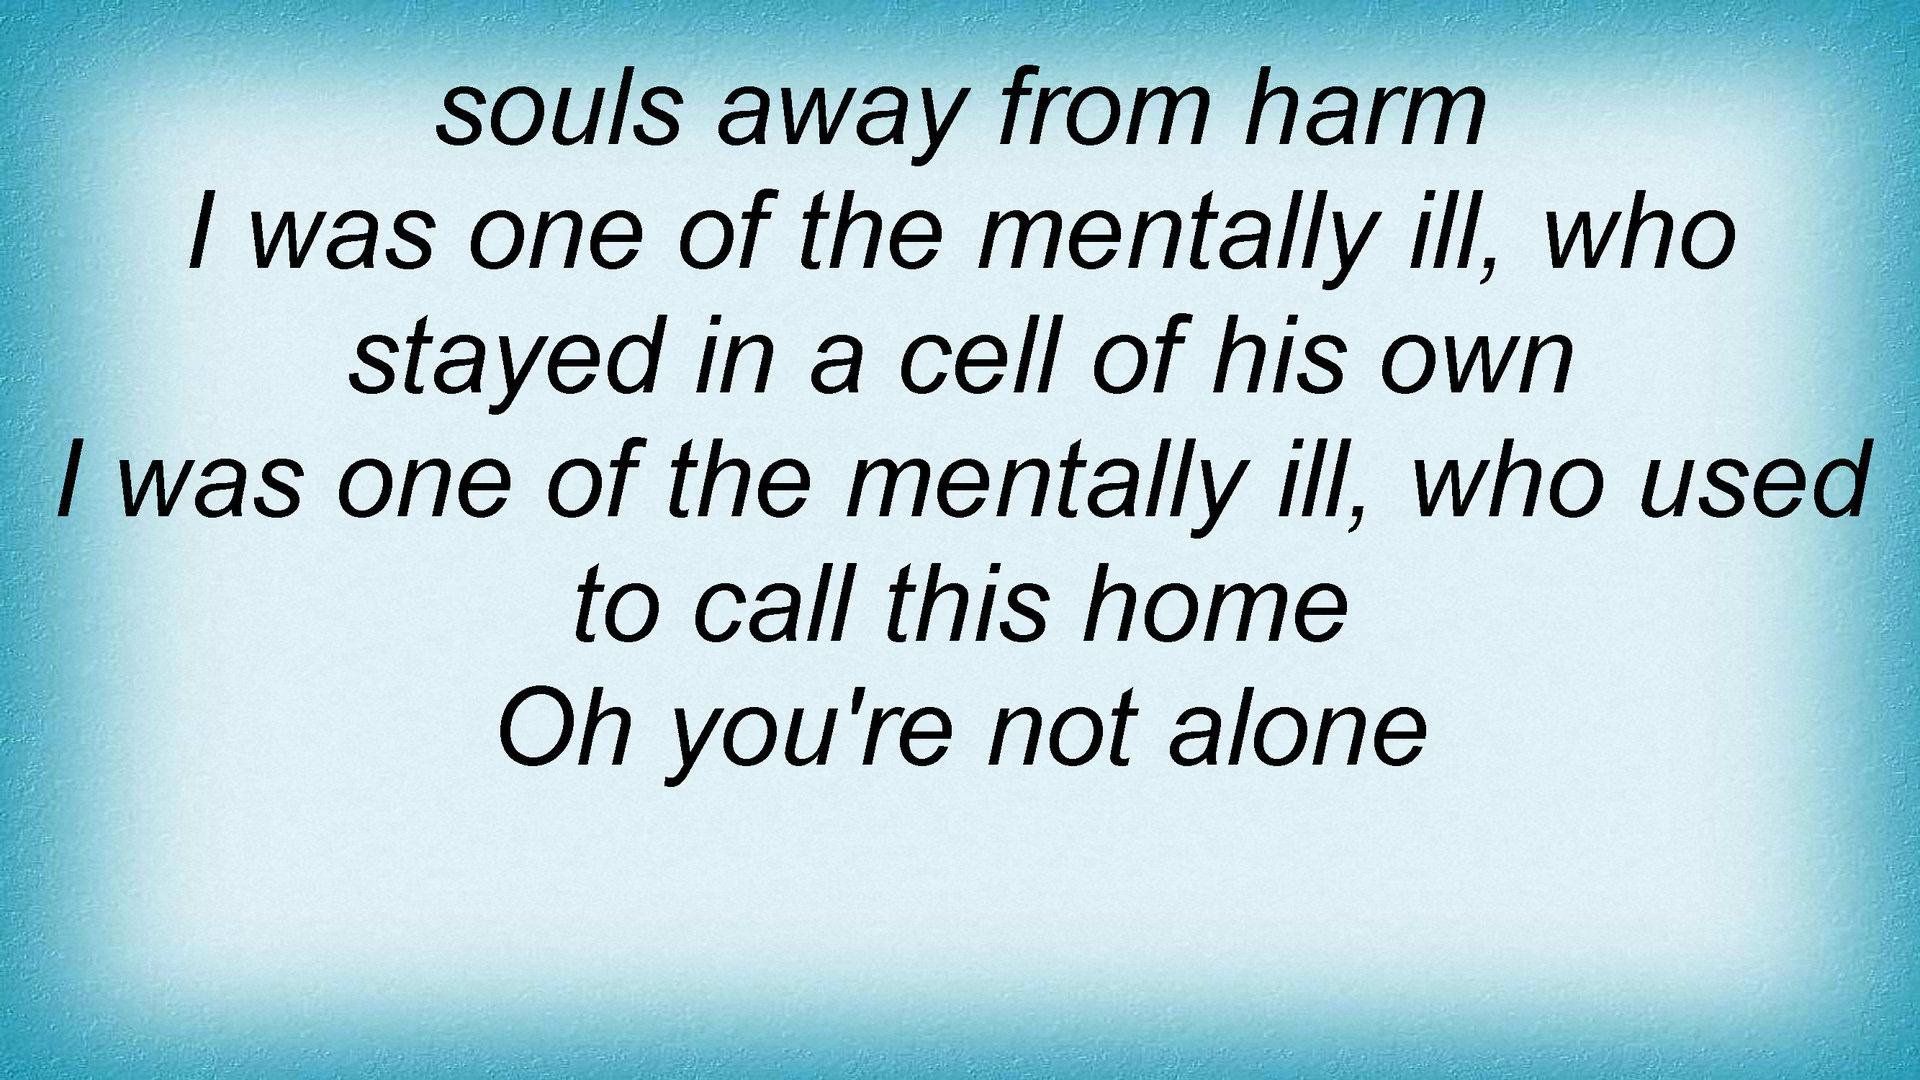 souls away from harm
I was one of the mentally ill, who
stayed in a cell of his own
I was one of the mentally ill, who used
to call this home
Oh you're not alone